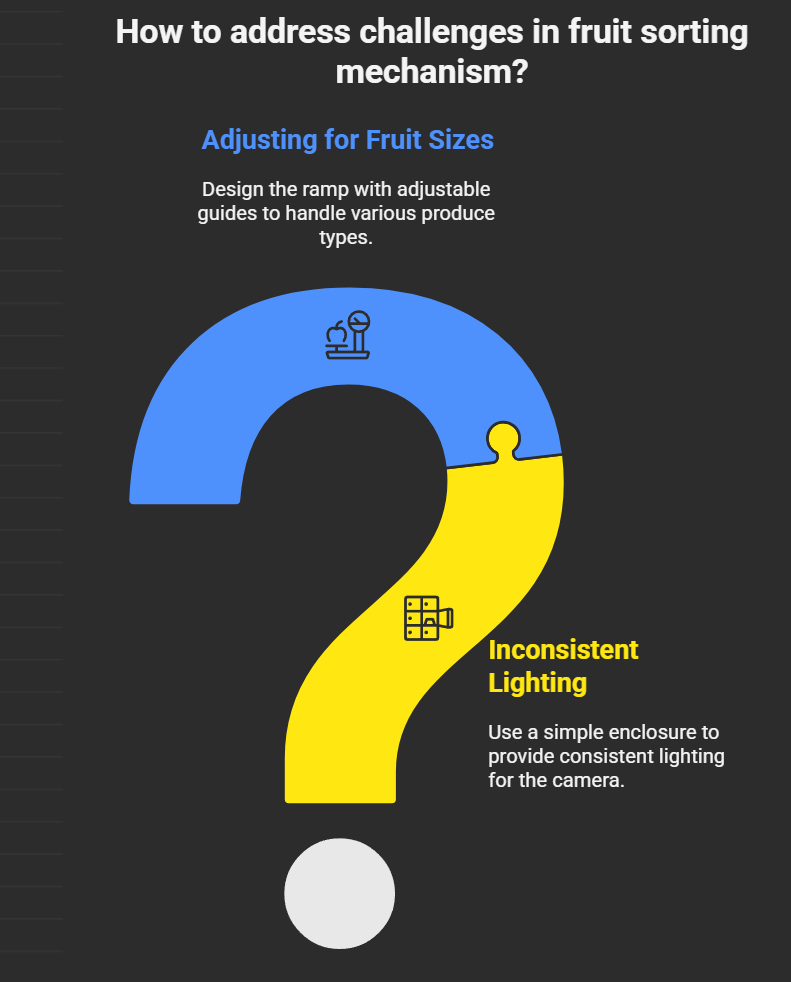 How to address challenges in fruit sorting
mechanism?
Adjusting for Fruit Sizes
Design the ramp with adjustable
guides to handle various produce
types.
Inconsistent
Lighting
Use a simple enclosure to
provide consistent lighting
for the camera.